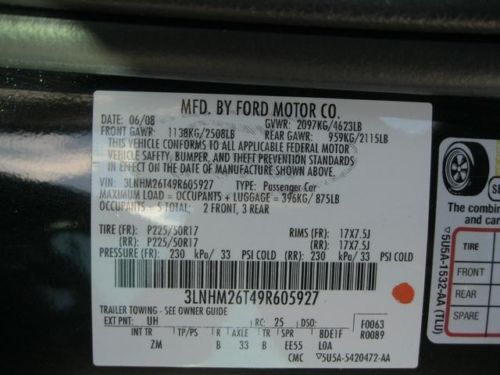 MFD. BY FORD MOTOR CO.
DATE: 06/08 GVWR: 2097KG/4623LB
FRONT GAWR: 1138KG/2508LB REAR GAWR: 959KG/2115LB
THIS VEHICLE CONFORMS TO ALL APPLICABLE FEDERAL MOTOR
VEHICLE SAFETY, BUMPER, AND THEFT PREVENTION STANDARDS
IN EFFECT ON THE DATE OF MANUFACTURE SHOWN ABOVE.
VIN: 3LNHM26T49R605927 TYPE: Passenger Car
MAXIMUM LOAD = OCCUPANTS + LUGGAGE = 396KG/875LB
OCCUPANTS - 5 TOTAL: 2 FRONT, 3 REAR
TIRE (FR): P225/50R17 RIMS (FR): 17X7.5J
(RR): P225/50R17 (RR): 17X7.5J
PRESSURE (FR): 230 kPa/ 33 PSI COLD (RR): 230 kPa/ 33 PSI COLD
3LNHM26T49R605927
TRAILER TOWING - SEE OWNER GUIDE
EXT PNT: UH RC: 25 DSO: F0063
INT TR TP/PS R AXLE TR SPR BDE1F R0089
ZM B 33 B EE55 LOA
CMC 5U5A-5420472-AA
The combine
and car
TIRE
FRONT
REAR
SPARE
5U5A-1532-AA (TLU)